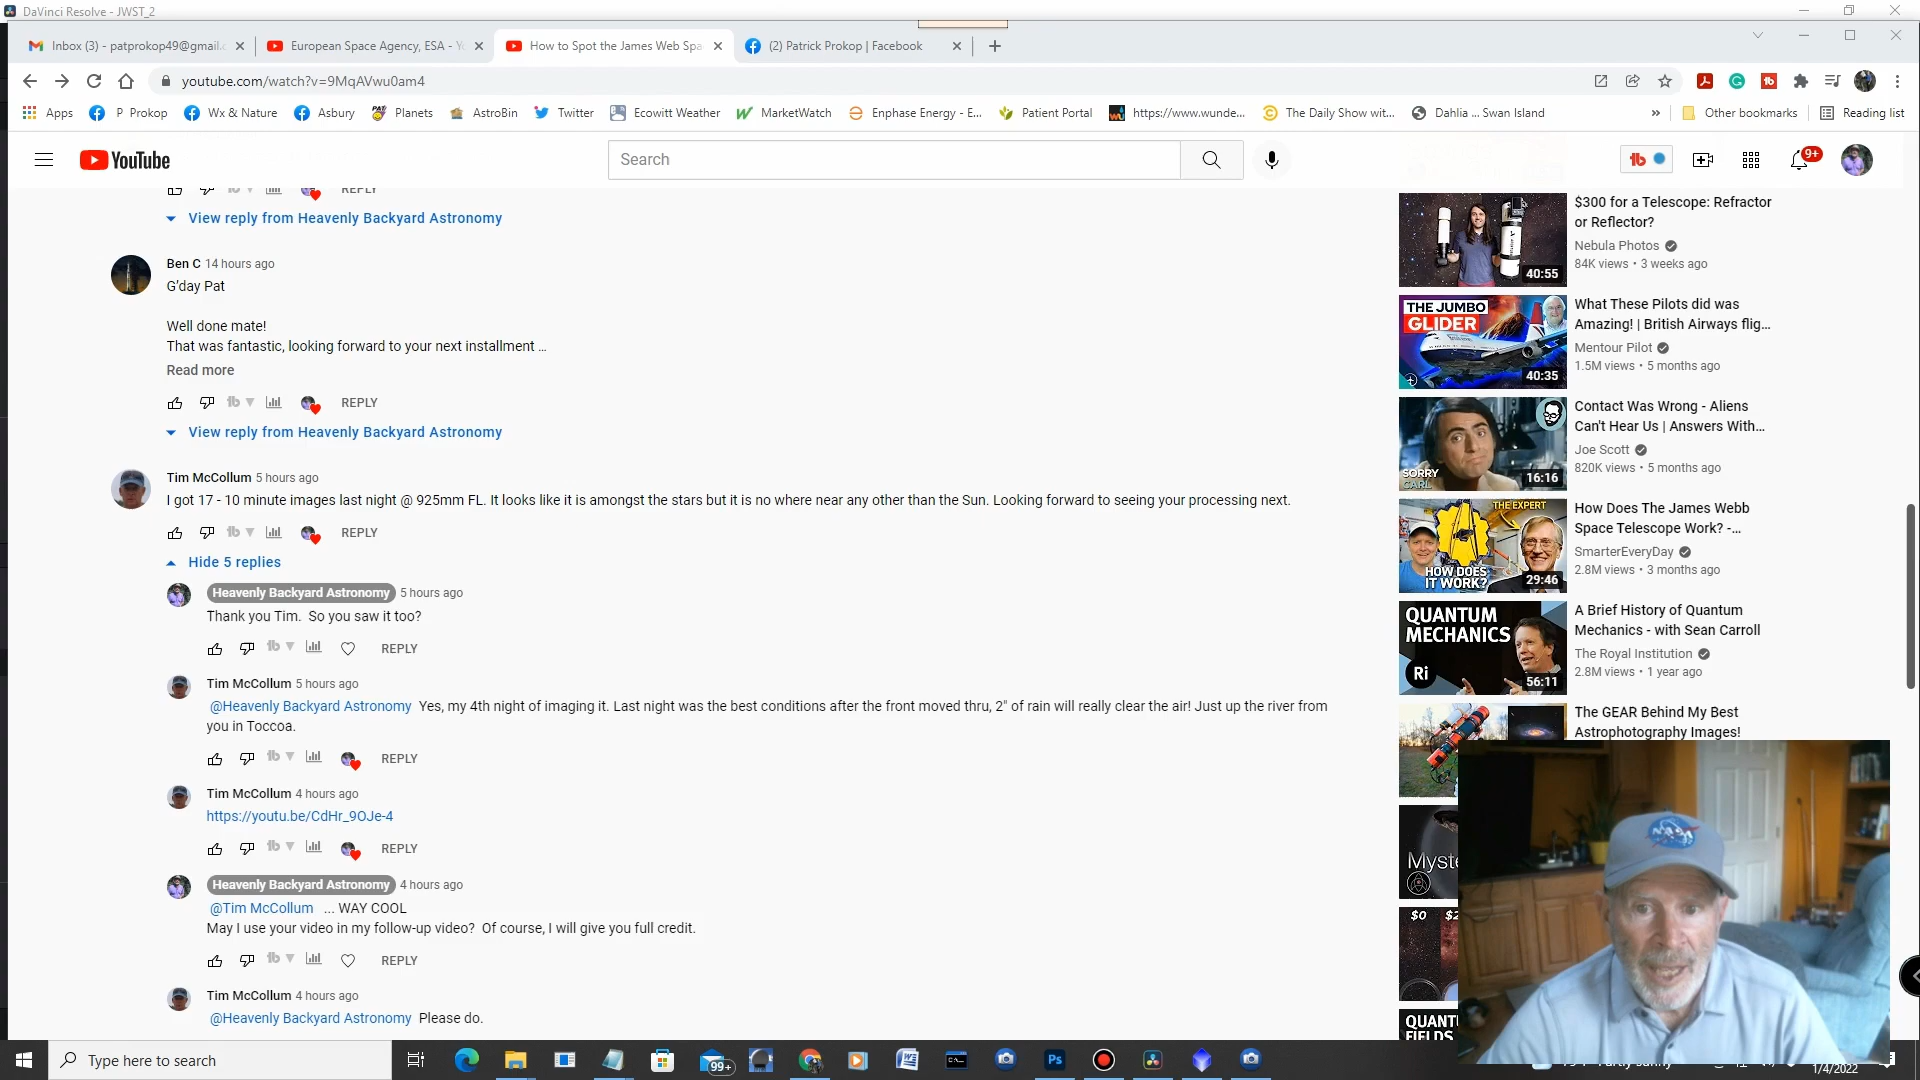 DaVinci Resolve - JWST_2
Inbox (3) - patprokop49@gmail.c
European Space Agency, ESA - Yo
How to Spot the James Web Spa
(2) Patrick Prokop | Facebook
youtube.com/watch?v=9MqAVwu0am4
Apps
P Prokop
Wx & Nature
Asbury
Planets
AstroBin
Twitter
Ecowitt Weather
MarketWatch
Enphase Energy - E...
Patient Portal
https://www.wunde...
The Daily Show wit...
Dahlia ... Swan Island
»
Other bookmarks
Reading list
YouTube
Search
9+
REPLY
View reply from Heavenly Backyard Astronomy
Ben C 14 hours ago
G'day Pat
Well done mate!
That was fantastic, looking forward to your next installment ...
Read more
REPLY
View reply from Heavenly Backyard Astronomy
Tim McCollum 5 hours ago
I got 17 - 10 minute images last night @ 925mm FL. It looks like it is amongst the stars but it is no where near any other than the Sun. Looking forward to seeing your processing next.
REPLY
Hide 5 replies
Heavenly Backyard Astronomy 5 hours ago
Thank you Tim. So you saw it too?
REPLY
Tim McCollum 5 hours ago
@Heavenly Backyard Astronomy Yes, my 4th night of imaging it. Last night was the best conditions after the front moved thru, 2" of rain will really clear the air! Just up the river from
you in Toccoa.
REPLY
Tim McCollum 4 hours ago
https://youtu.be/CdHr_9OJe-4
REPLY
Heavenly Backyard Astronomy 4 hours ago
@Tim McCollum ... WAY COOL
May I use your video in my follow-up video? Of course, I will give you full credit.
REPLY
Tim McCollum 4 hours ago
@Heavenly Backyard Astronomy Please do.
$300 for a Telescope: Refractor
or Reflector?
Nebula Photos
84K views • 3 weeks ago
40:55
THE JUMBO
GLIDER
40:35
What These Pilots did was
Amazing! | British Airways flig...
Mentour Pilot
1.5M views • 5 months ago
SORRY
CARL
16:16
Contact Was Wrong - Aliens
Can't Hear Us | Answers With...
Joe Scott
820K views • 5 months ago
THE EXPERT
HOW DOES
IT WORK?
29:46
How Does The James Webb
Space Telescope Work? -...
SmarterEveryDay
2.8M views • 3 months ago
QUANTUM
MECHANICS
Ri
56:11
A Brief History of Quantum
Mechanics - with Sean Carroll
The Royal Institution
2.8M views • 1 year ago
The GEAR Behind My Best
Astrophotography Images!
Myste
$0 $2
QUANT
FIELDS
NASA
Type here to search
99+
Ps
1/4/2022